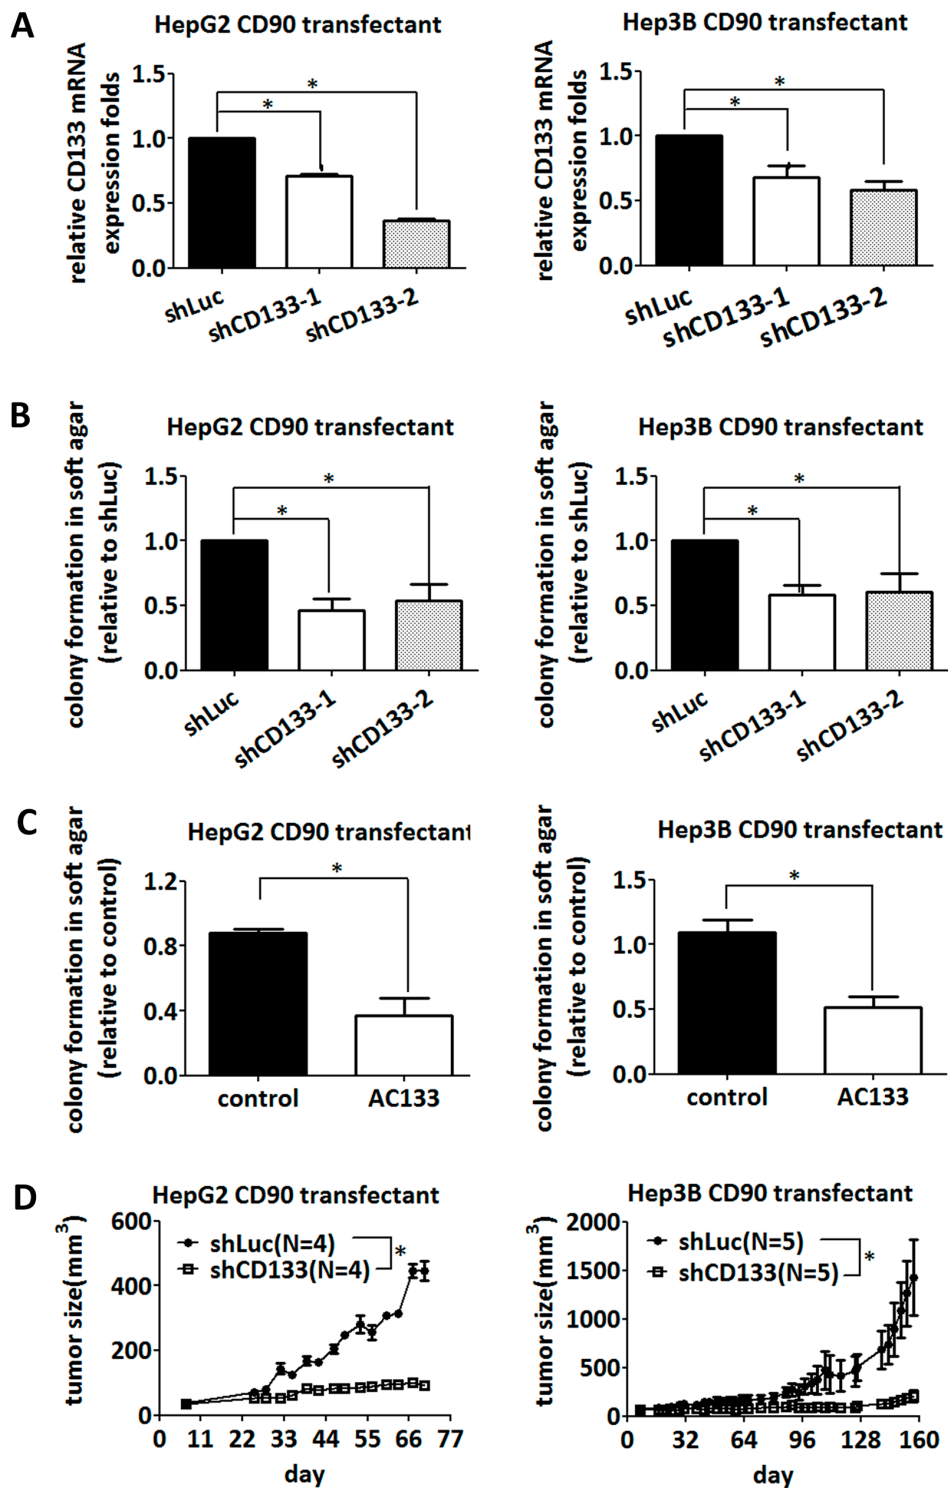 A
HepG2 CD90 transfectant
relative CD133 mRNA
expression folds
1.5
1.0
0.5
0.0
*
*
shLuc
shCD133-1
shCD133-2
Hep3B CD90 transfectant
relative CD133 mRNA
expression folds
1.5
1.0
0.5
0.0
*
*
shLuc
shCD133-1
shCD133-2
B
HepG2 CD90 transfectant
colony formation in soft agar
(relative to shLuc)
1.5
1.0
0.5
0.0
*
*
shLuc
shCD133-1
shCD133-2
Hep3B CD90 transfectant
colony formation in soft agar
(relative to shLuc)
1.5
1.0
0.5
0.0
*
*
shLuc
shCD133-1
shCD133-2
C
HepG2 CD90 transfectant
colony formation in soft agar
(relative to control)
1.2
0.8
0.4
0.0
*
control AC133
Hep3B CD90 transfectant
colony formation in soft agar
(relative to control)
1.5
1.0
0.5
0.0
*
control AC133
D
HepG2 CD90 transfectant
tumor size(mm³)
600
400
200
0
shLuc(N=4)
shCD133(N=4)
*
0 11 22 33 44 55 66 77
day
Hep3B CD90 transfectant
tumor size(mm³)
2000
1500
1000
500
0
shLuc(N=5)
shCD133(N=5)
*
0 32 64 96 128 160
day